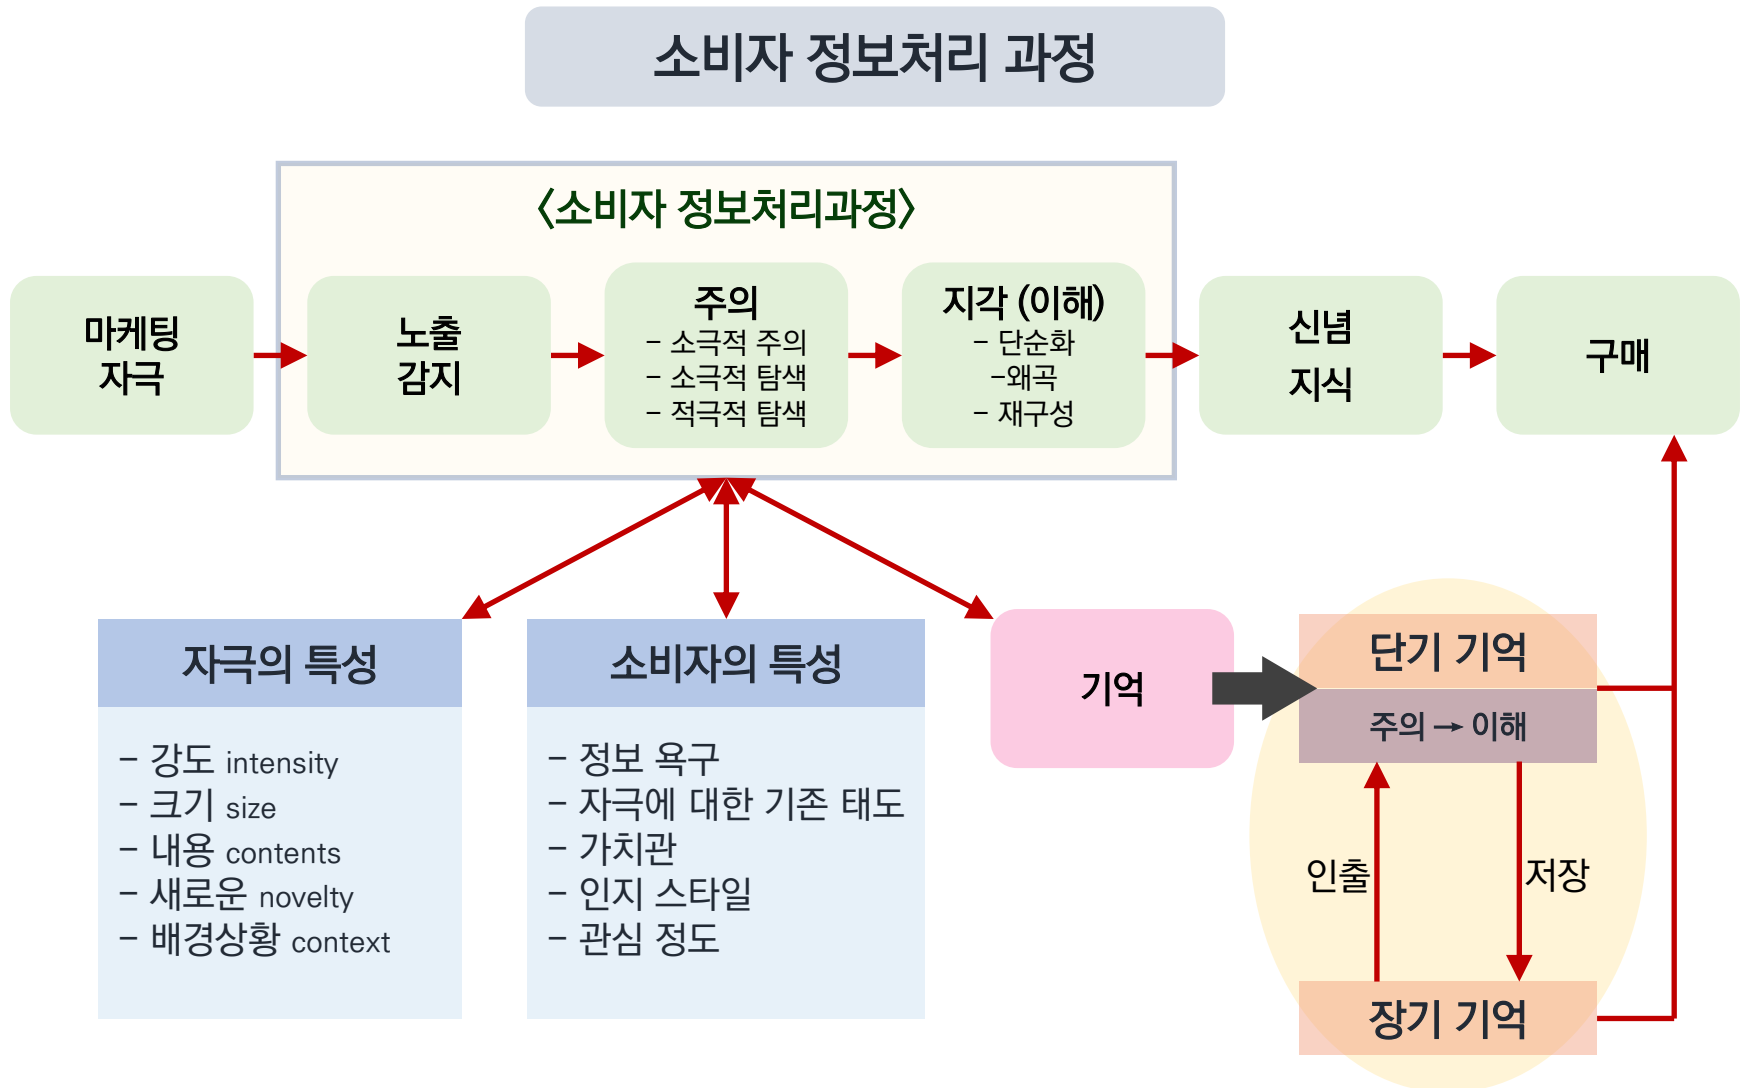 소비자 정보처리 과정
〈소비자 정보처리과정〉
마케팅
자극
노출
감지
주의
- 소극적 주의
- 소극적 탐색
- 적극적 탐색
지각 (이해)
- 단순화
-왜곡
- 재구성
신념
지식
구매
자극의 특성
- 강도 intensity
- 크기 size
- 내용 contents
- 새로운 novelty
- 배경상황 context
소비자의 특성
- 정보 욕구
- 자극에 대한 기존 태도
- 가치관
- 인지 스타일
- 관심 정도
기억
단기 기억
주의 → 이해
인출
저장
장기 기억